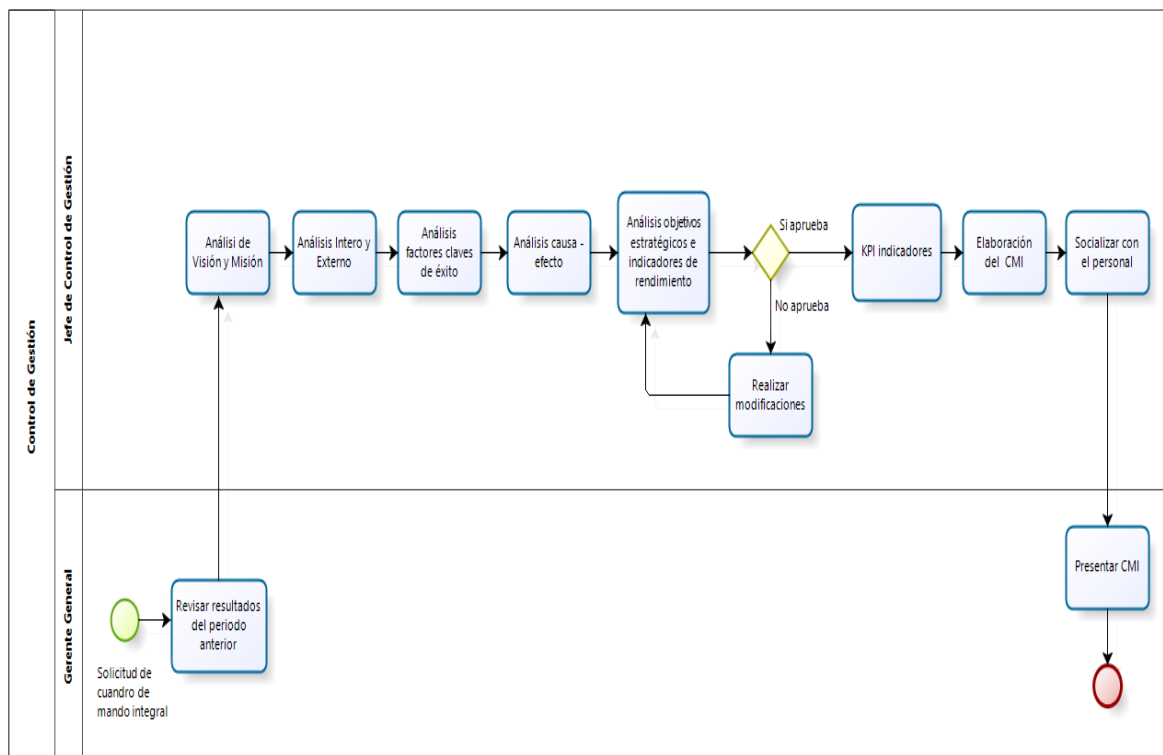 Control de Gestión
Jefe de Control de Gestión
Análisi de
Visión y Misión
Análisis Intero y
Externo
Análisis
factores claves
de éxito
Análisis causa -
efecto
Análisis objetivos
estratégicos e
indicadores de
rendimiento
Si aprueba
No aprueba
Realizar
modificaciones
KPI indicadores
Elaboración
del CMI
Socializar con
el personal
Gerente General
Solicitud de
cuandro de
mando integral
Revisar resultados
del periodo
anterior
Presentar CMI